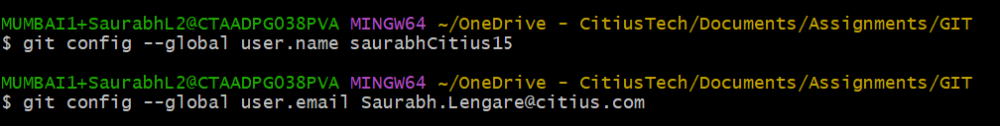 MUMBAI1+SaurabhL2@CTAADPG038PVA MINGW64 ~/OneDrive - CitiusTech/Documents/Assignments/GIT
$ git config --global user.name saurabhCitius15
MUMBAI1+SaurabhL2@CTAADPG038PVA MINGW64 ~/OneDrive - CitiusTech/Documents/Assignments/GIT
$ git config --global user.email Saurabh.Lengare@citius.com